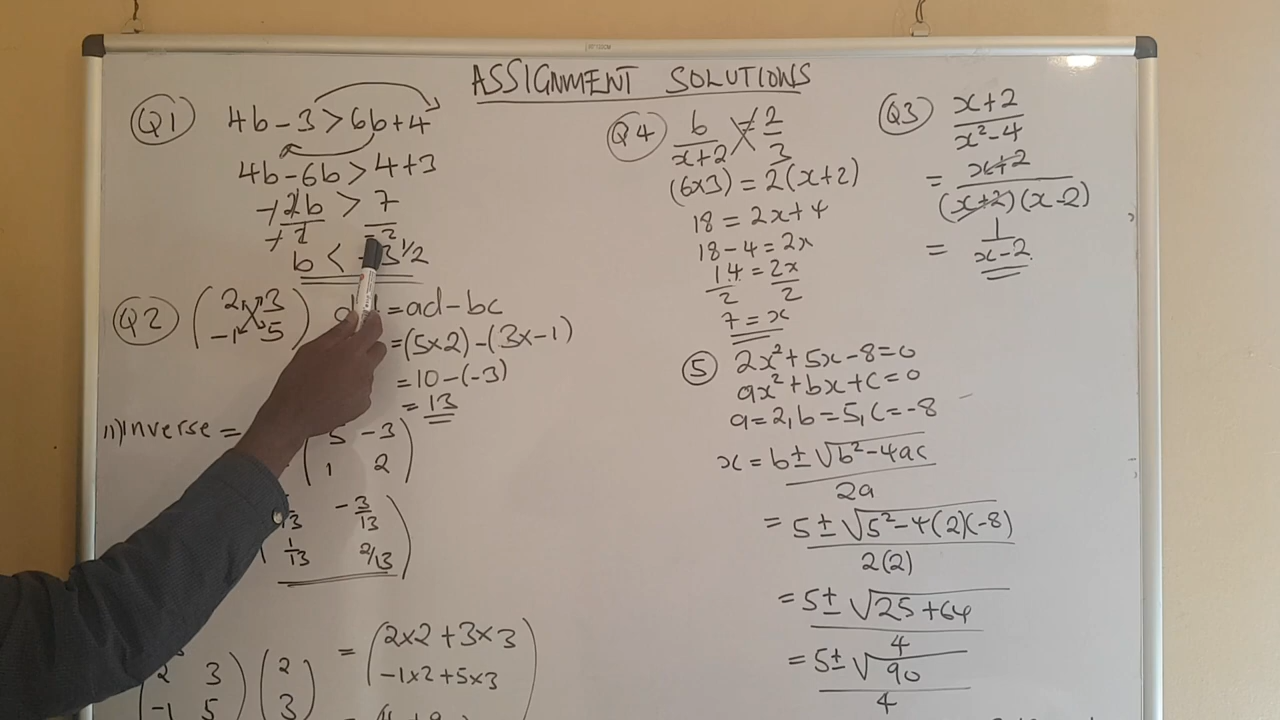 ASSIGNMENT SOLUTIONS
Q1
4b - 3 > 6b + 4
4b - 6b > 4 + 3
-2b > 7
-2 -2
b < -3 1/2
Q2
2 3
-1 5
= ad - bc
= (5x2) - (3x-1)
= 10 - (-3)
= 13
11) Inverse =
5 -3
1 2
13 -3/13
1/13 2/13
2 3 2
-1 5 3
= 2x2 + 3x3
-1x2 + 5x3
Q4
6/x+2 = 2/3
(6x3) = 2(x+2)
18 = 2x + 4
18 - 4 = 2x
14/2 = 2x/2
7 = x
Q3
x+2/x² - 4
= x+2/(x+2)(x-2)
= 1/x-2
5
2x² + 5x - 8 = 0
ax² + bx + c = 0
a = 2, b = 5, c = -8
x = b ± √b² - 4ac
2a
= 5 ± √5² - 4(2)(-8)
2(2)
= 5 ± √25 + 64
4
= 5 ± √90
4